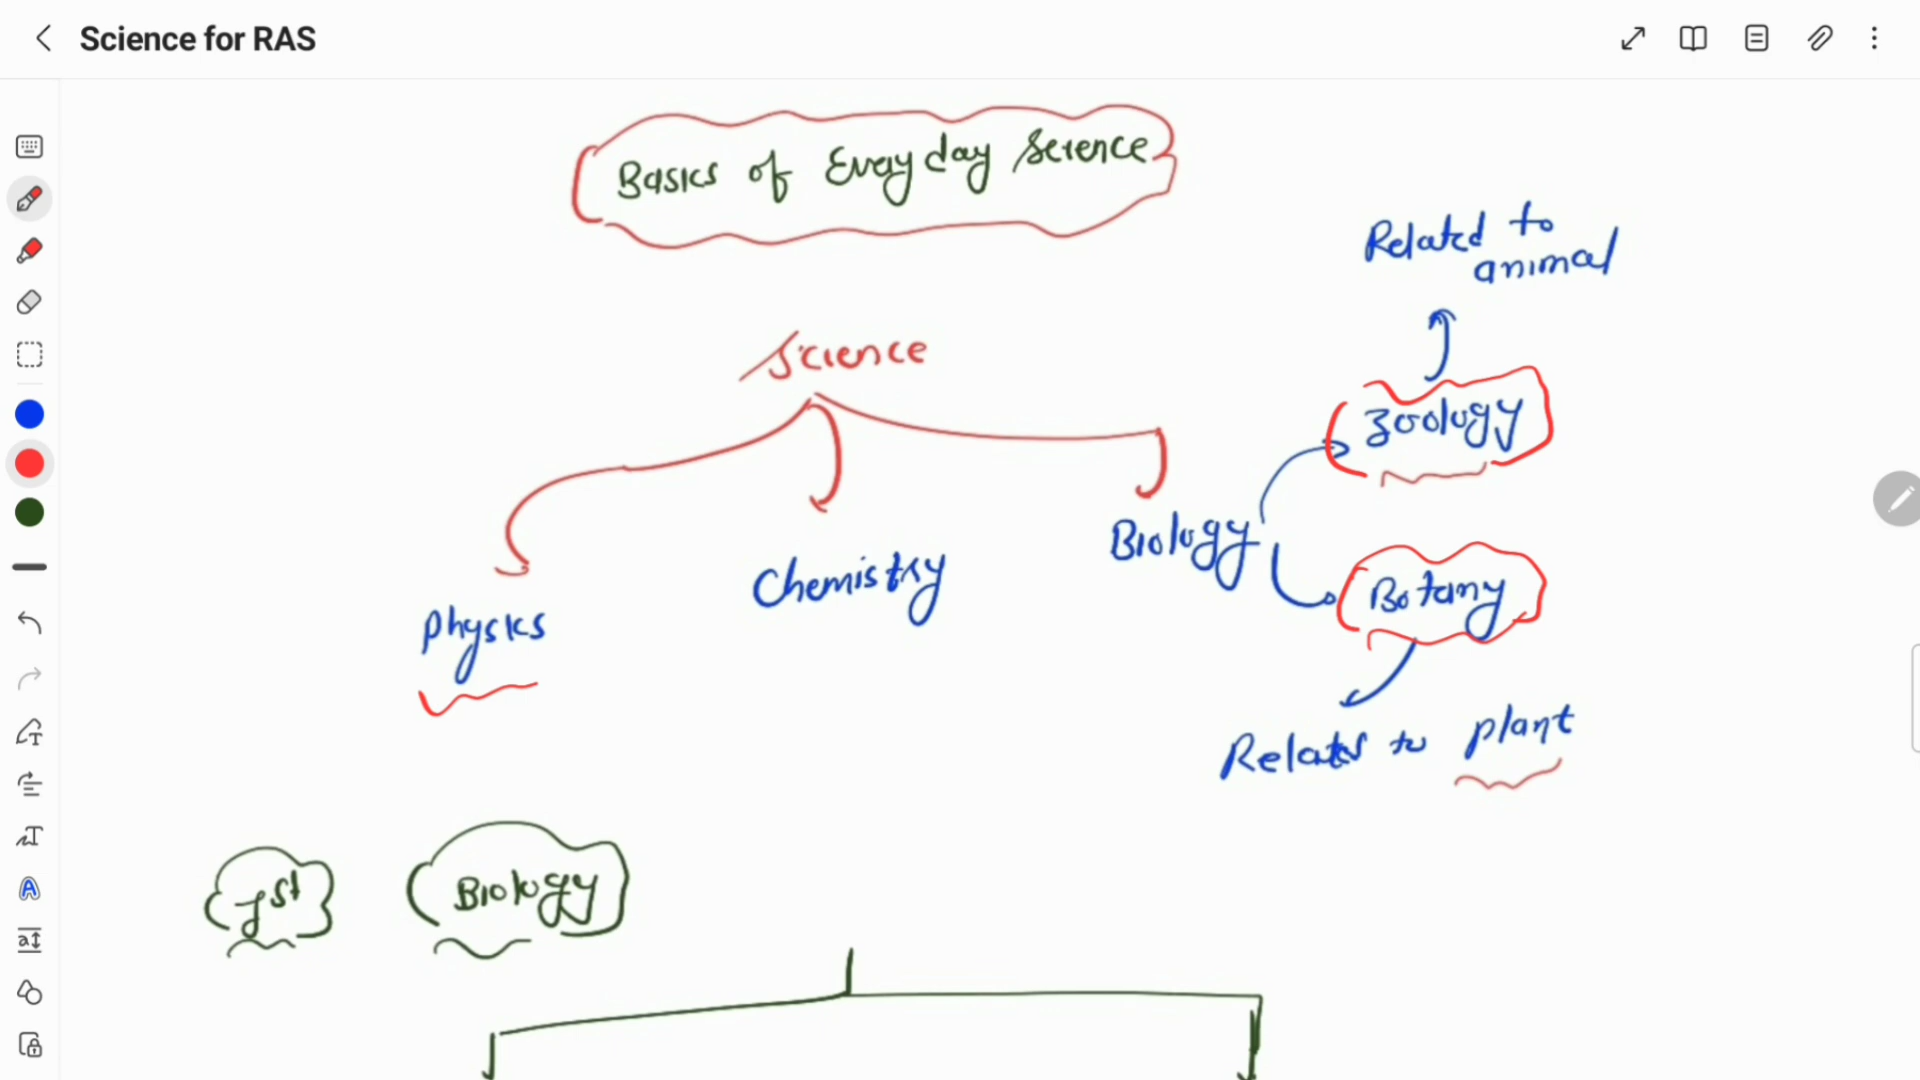 Science for RAS
Basics of Everyday Science
Related to
animal
Science
Zoology
Biology
Chemistry
Botany
Physics
Relates to plant
1st
Biology